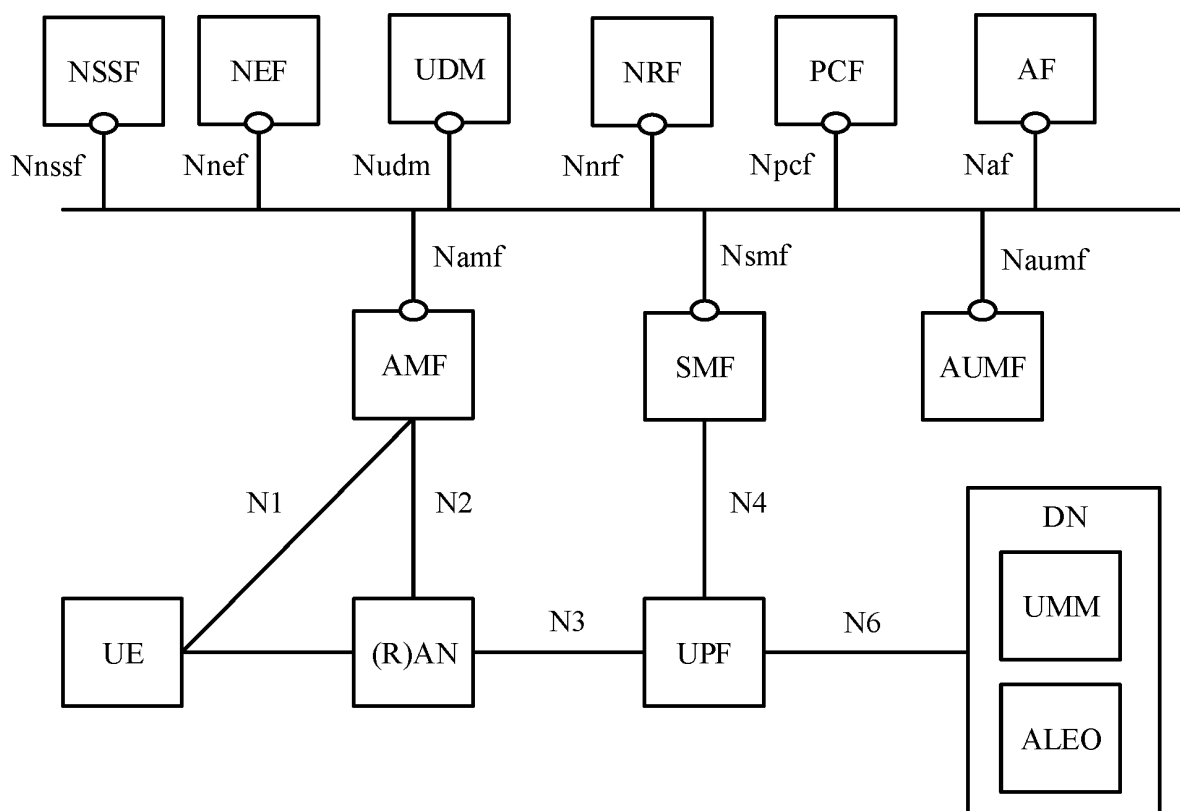 NSSF NEF UDM NRF PCF AF
Nnssf Nnef Nudm Nnrf Npcf Naf
Namf Nsmf Naumf
AMF SMF AUMF
N1 N2 N4 DN
UMM
N3 N6
UE (R)AN UPF
ALEO